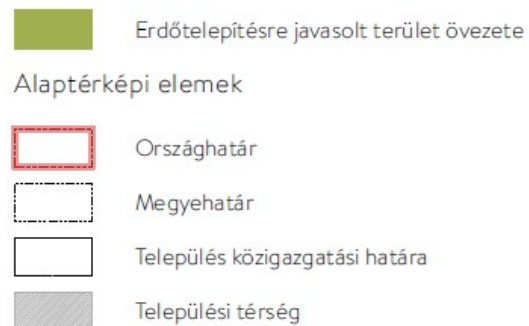 Erdőtelepítésre javasolt terület övezete
Alaptérképi elemek
Országhatár
Megyehatár
Település közigazgatási határa
Települési térség